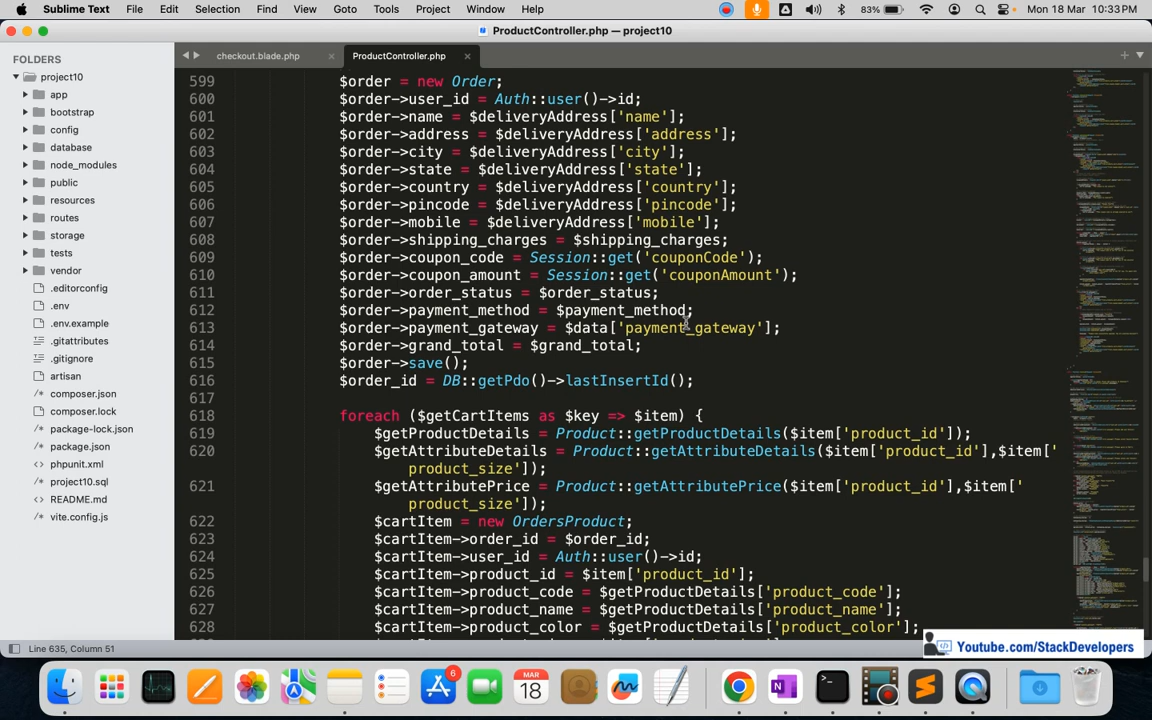 Sublime Text File Edit Selection Find View Goto Tools Project Window Help 83% Mon 18 Mar 10:33 PM
ProductController.php — project10
FOLDERS
project10
app
bootstrap
config
database
node_modules
public
resources
routes
storage
tests
vendor
.editorconfig
.env
.env.example
.gitattributes
.gitignore
artisan
composer.json
composer.lock
package-lock.json
package.json
phpunit.xml
project10.sql
README.md
vite.config.js
checkout.blade.php ProductController.php
599 $order = new Order;
600 $order->user_id = Auth::user()->id;
601 $order->name = $deliveryAddress['name'];
602 $order->address = $deliveryAddress['address'];
603 $order->city = $deliveryAddress['city'];
604 $order->state = $deliveryAddress['state'];
605 $order->country = $deliveryAddress['country'];
606 $order->pincode = $deliveryAddress['pincode'];
607 $order->mobile = $deliveryAddress['mobile'];
608 $order->shipping_charges = $shipping_charges;
609 $order->coupon_code = Session::get('couponCode');
610 $order->coupon_amount = Session::get('couponAmount');
611 $order->order_status = $order_status;
612 $order->payment_method = $payment_method;
613 $order->payment_gateway = $data['payment_gateway'];
614 $order->grand_total = $grand_total;
615 $order->save();
616 $order_id = DB::getPdo()->lastInsertId();
617
618 foreach ($getCartItems as $key => $item) {
619 $getProductDetails = Product::getProductDetails($item['product_id']);
620 $getAttributeDetails = Product::getAttributeDetails($item['product_id'],$item['
product_size']);
621 $getAttributePrice = Product::getAttributePrice($item['product_id'],$item['
product_size']);
622 $cartItem = new OrdersProduct;
623 $cartItem->order_id = $order_id;
624 $cartItem->user_id = Auth::user()->id;
625 $cartItem->product_id = $item['product_id'];
626 $cartItem->product_code = $getProductDetails['product_code'];
627 $cartItem->product_name = $getProductDetails['product_name'];
628 $cartItem->product_color = $getProductDetails['product_color'];
Line 635, Column 51
Youtube.com/StackDevelopers
6
MAR
18